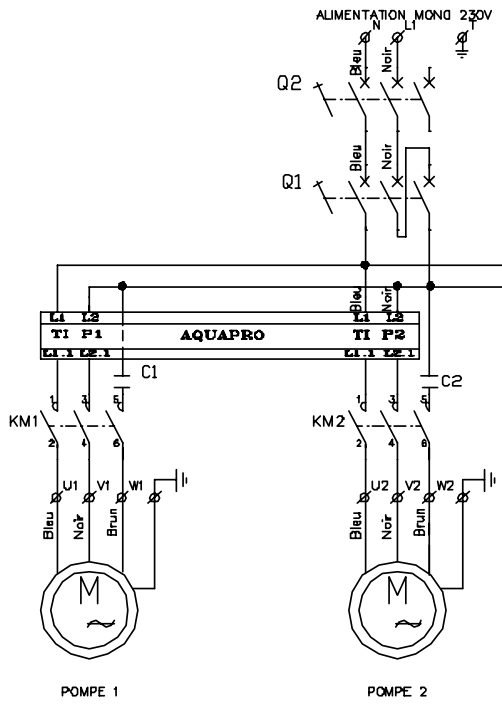 ALIMENTATION MONO 230V
N L1 T
Bleu Noir
Q2
Bleu Noir
Q1
Bleu Noir
L1 L2 L1 L2
TI P1 AQUAPRO TI P2
L1.1 L2.1 L1.1 L2.1
C1 C2
1 3 5 1 3 5
KM1 KM2
2 4 6 2 4 6
U1 V1 W1 U2 V2 W2
Bleu Noir Brun Bleu Noir Brun
M M
POMPE 1 POMPE 2